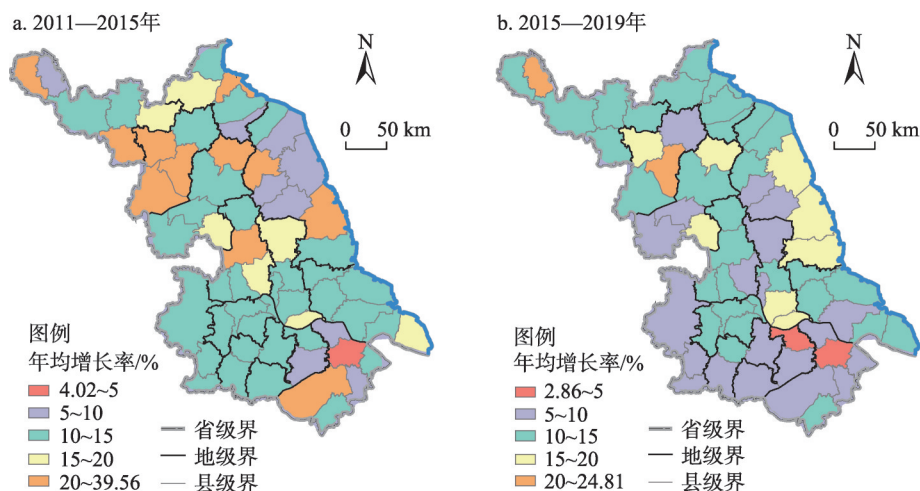 a. 2011—2015年
N
0 50 km
图例
年均增长率/%
4.02~5
5~10
10~15
15~20
20~39.56
省级界
地级界
县级界
b. 2015—2019年
N
0 50 km
图例
年均增长率/%
2.86~5
5~10
10~15
15~20
20~24.81
省级界
地级界
县级界